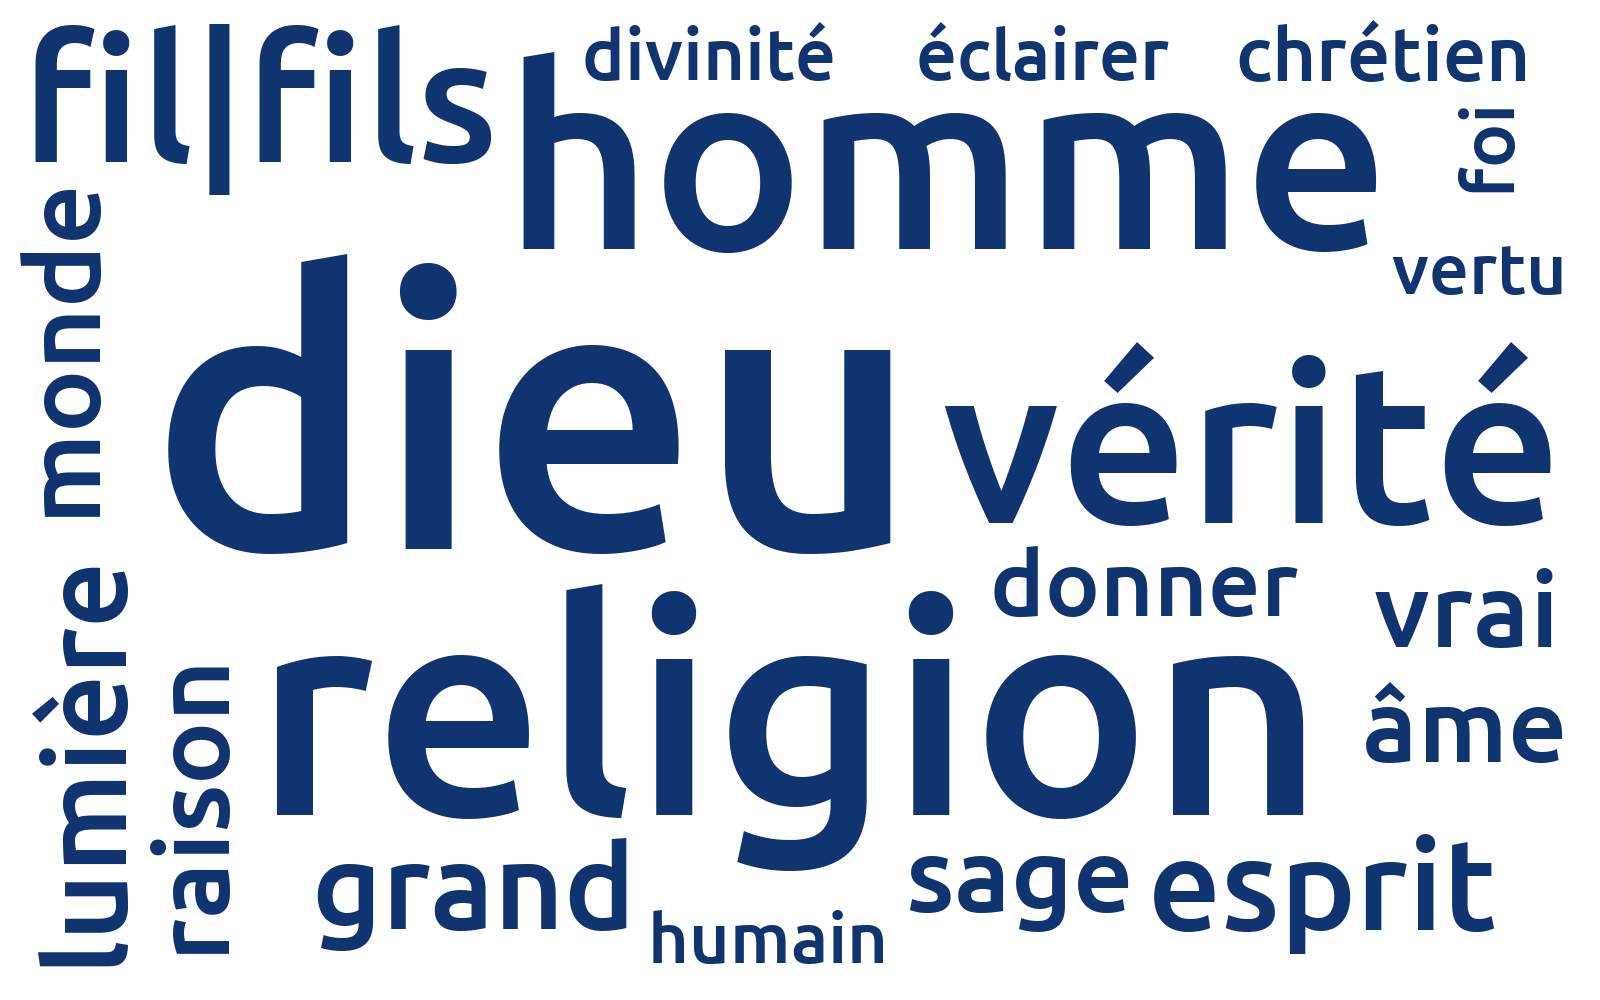 fil|fils
divinité
éclairer
chrétien
homme
foi
monde
vertu
dieu
vérité
donner
vrai
lumière
religion
âme
raison
grand
sage
esprit
humain